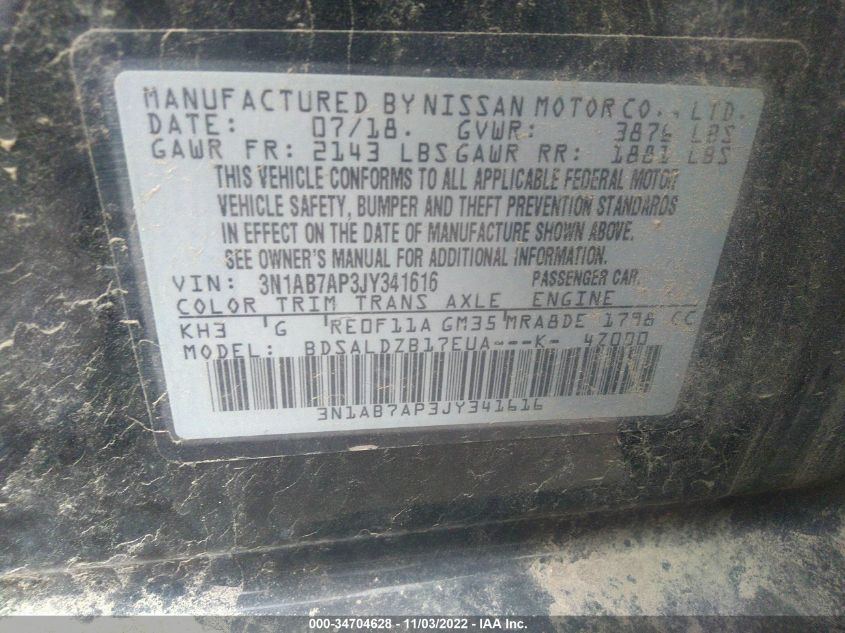 MANUFACTURED BY NISSAN MOTOR CO., LTD.
DATE: 07/18. GVWR: 3876 LBS
GAWR FR: 2143 LBS GAWR RR: 1881 LBS
THIS VEHICLE CONFORMS TO ALL APPLICABLE FEDERAL MOTOR
VEHICLE SAFETY, BUMPER AND THEFT PREVENTION STANDARDS
IN EFFECT ON THE DATE OF MANUFACTURE SHOWN ABOVE.
SEE OWNER'S MANUAL FOR ADDITIONAL INFORMATION.
VIN: 3N1AB7AP3JY341616 PASSENGER CAR.
COLOR TRIM TRANS AXLE ENGINE
KH3 G RE0F11A GM35 MRA8DE 1798 CC
MODEL: BDSALDZB17EUA---K- 4Z000
3N1AB7AP3JY341616
000-34704628 - 11/03/2022 - IAA Inc.